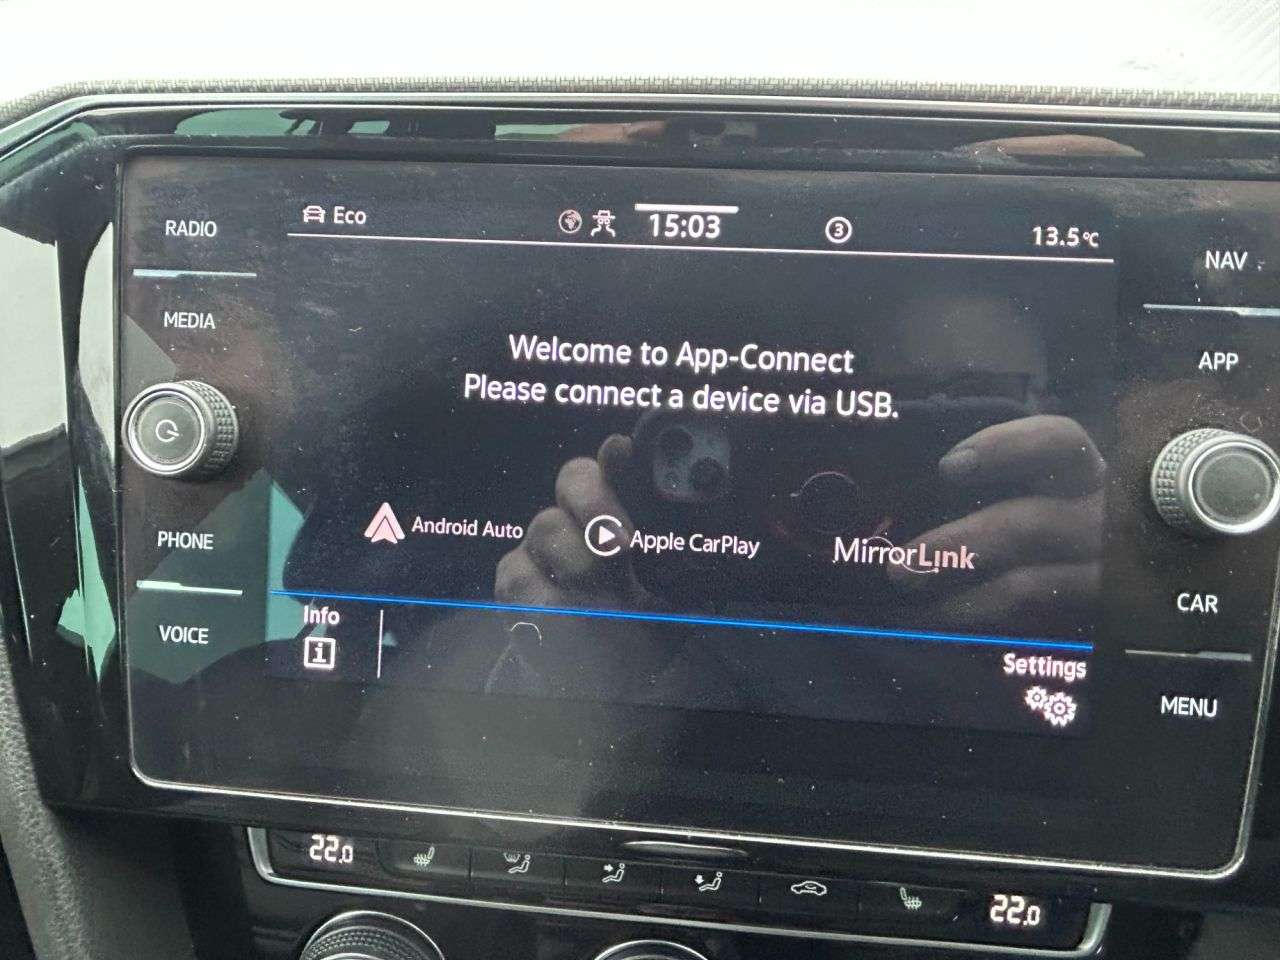 RADIO
MEDIA
PHONE
VOICE
Eco
15:03
3
13.5°C
Welcome to App-Connect
Please connect a device via USB.
Android Auto
Apple CarPlay
MirrorLink
Info
i
Settings
NAV
APP
CAR
MENU
22.0
22.0